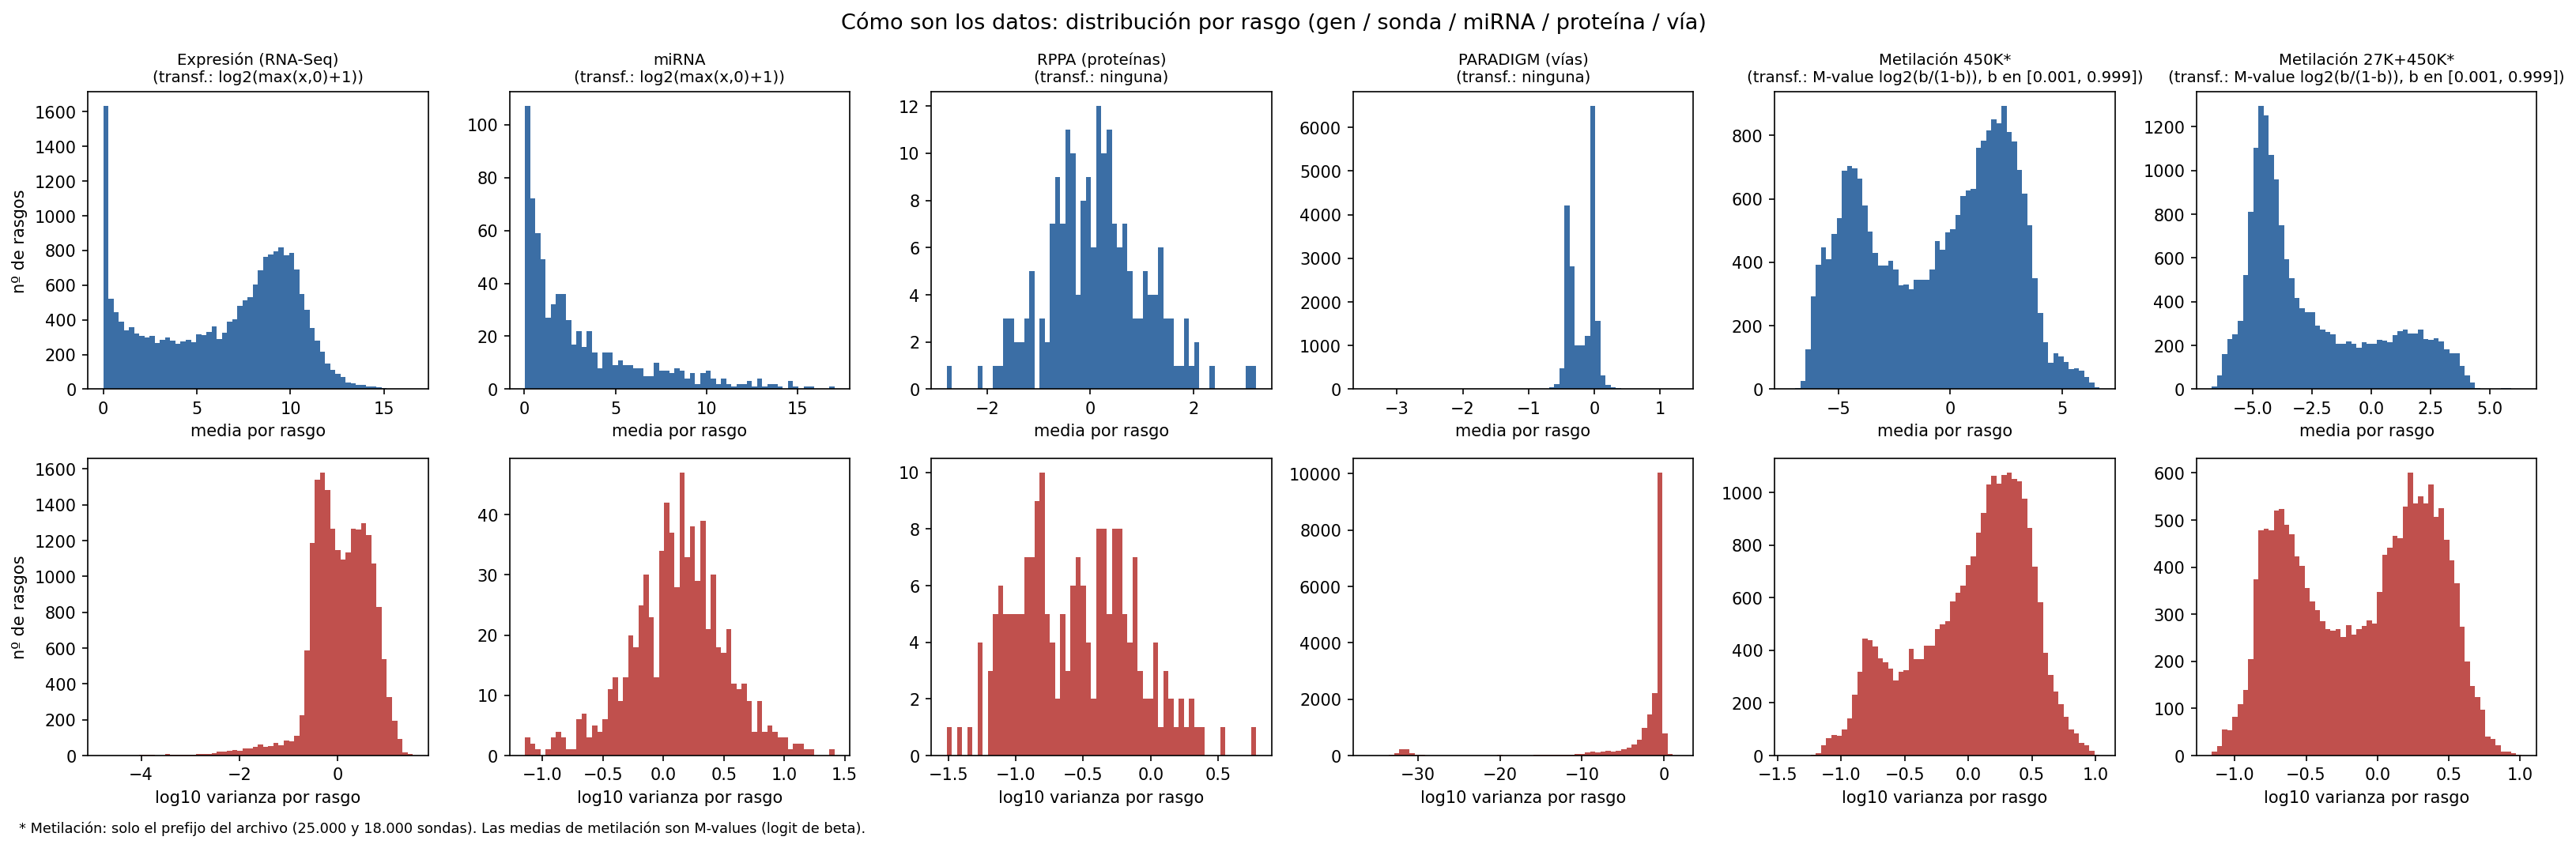 Cómo son los datos: distribución por rasgo (gen / sonda / miRNA / proteína / vía)
Expresión (RNA-Seq)
(transf.: log2(max(x,0)+1))
miRNA
(transf.: log2(max(x,0)+1))
RPPA (proteínas)
(transf.: ninguna)
PARADIGM (vías)
(transf.: ninguna)
Metilación 450K*
(transf.: M-value log2(b/(1-b)), b en [0.001, 0.999])
Metilación 27K+450K*
(transf.: M-value log2(b/(1-b)), b en [0.001, 0.999])
nº de rasgos
1600
1400
1200
1000
800
600
400
200
0
0 5 10 15
media por rasgo
100
80
60
40
20
0
0 5 10 15
media por rasgo
12
10
8
6
4
2
0
−2 0 2
media por rasgo
6000
5000
4000
3000
2000
1000
0
−3 −2 −1 0 1
media por rasgo
800
600
400
200
0
−5 0 5
media por rasgo
1200
1000
800
600
400
200
0
−5.0 −2.5 0.0 2.5 5.0
media por rasgo
nº de rasgos
1600
1400
1200
1000
800
600
400
200
0
−4 −2 0
log10 varianza por rasgo
40
30
20
10
0
−1.0 −0.5 0.0 0.5 1.0 1.5
log10 varianza por rasgo
10
8
6
4
2
0
−1.5 −1.0 −0.5 0.0 0.5
log10 varianza por rasgo
10000
8000
6000
4000
2000
0
−30 −20 −10 0
log10 varianza por rasgo
1000
800
600
400
200
0
−1.5 −1.0 −0.5 0.0 0.5 1.0
log10 varianza por rasgo
600
500
400
300
200
100
0
−1.0 −0.5 0.0 0.5 1.0
log10 varianza por rasgo
* Metilación: solo el prefijo del archivo (25.000 y 18.000 sondas). Las medias de metilación son M-values (logit de beta).